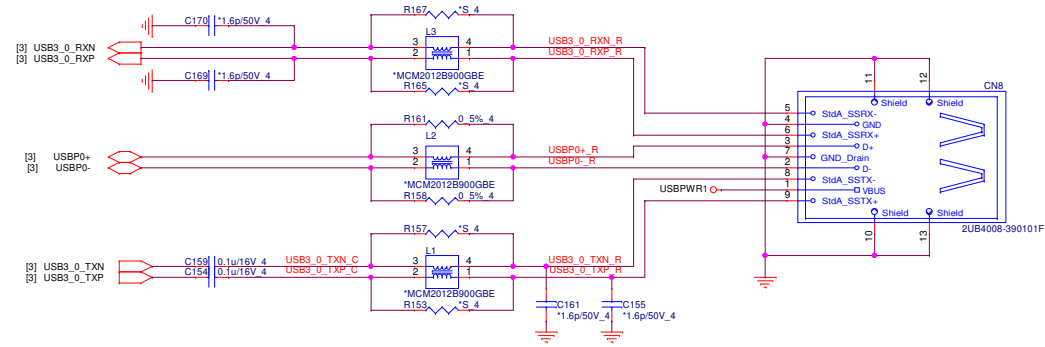 C170 *1.6p/50V_4
R167 *S_4
[3] USB3_0_RXN
3 L3 4
USB3_0_RXN_R
[3] USB3_0_RXP
2 1
USB3_0_RXP_R
C169 *1.6p/50V_4
*MCM2012B900GBE
R165 *S_4
R161 0_5%_4
L2
[3] USBP0+
3 4
USBP0+_R
[3] USBP0-
2 1
USBP0-_R
*MCM2012B900GBE
R158 0_5%_4
USBPWR1
R157 *S_4
L1
[3] USB3_0_TXN
C159 0.1u/16V_4
USB3_0_TXN_C
3 4
USB3_0_TXN_R
[3] USB3_0_TXP
C154 0.1u/16V_4
USB3_0_TXP_C
2 1
USB3_0_TXP_R
*MCM2012B900GBE
R153 *S_4
C161
*1.6p/50V_4
C155
*1.6p/50V_4
11 12
CN8
Shield Shield
5 StdA_SSRX-
4 GND
6 StdA_SSRX+
3 D+
7 GND_Drain
2 D-
8 StdA_SSTX-
1 VBUS
9 StdA_SSTX+
Shield Shield
10 13
2UB4008-390101F